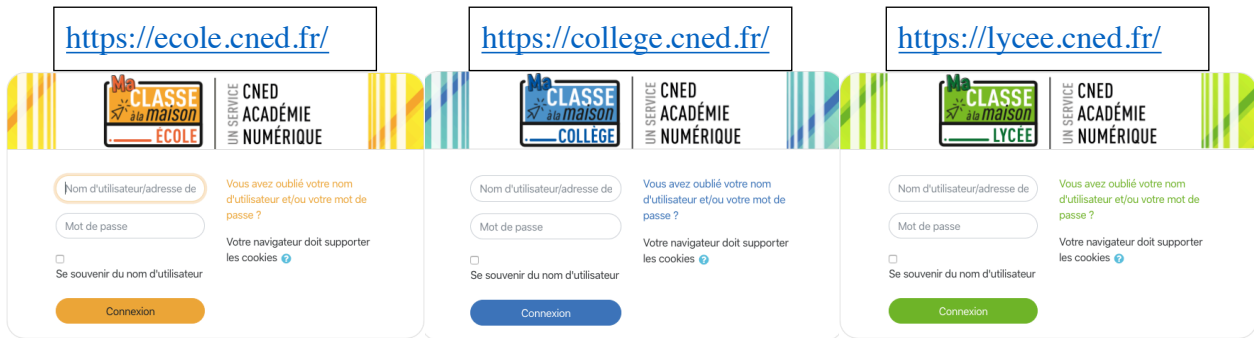 https://ecole.cned.fr/
Ma
CLASSE
à la maison
ÉCOLE
UN SERVICE
CNED
ACADÉMIE
NUMÉRIQUE
Nom d'utilisateur/adresse de
Mot de passe
Se souvenir du nom d'utilisateur
Connexion
Vous avez oublié votre nom
d'utilisateur et/ou votre mot de
passe ?
Votre navigateur doit supporter
les cookies ?
https://college.cned.fr/
Ma
CLASSE
à la maison
COLLÈGE
UN SERVICE
CNED
ACADÉMIE
NUMÉRIQUE
Nom d'utilisateur/adresse de
Mot de passe
Se souvenir du nom d'utilisateur
Connexion
Vous avez oublié votre nom
d'utilisateur et/ou votre mot de
passe ?
Votre navigateur doit supporter
les cookies ?
https://lycee.cned.fr/
Ma
CLASSE
à la maison
LYCÉE
UN SERVICE
CNED
ACADÉMIE
NUMÉRIQUE
Nom d'utilisateur/adresse de
Mot de passe
Se souvenir du nom d'utilisateur
Connexion
Vous avez oublié votre nom
d'utilisateur et/ou votre mot de
passe ?
Votre navigateur doit supporter
les cookies ?